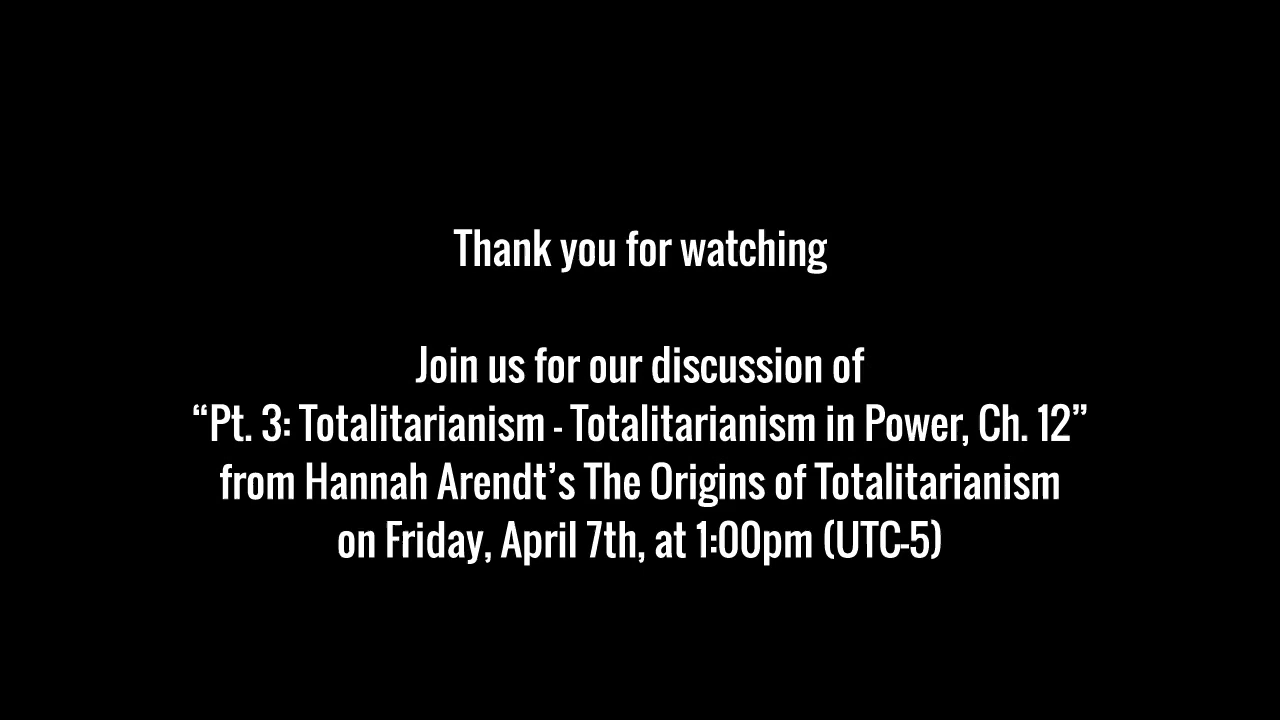 Thank you for watching
Join us for our discussion of
“Pt. 3: Totalitarianism - Totalitarianism in Power, Ch. 12”
from Hannah Arendt’s The Origins of Totalitarianism
on Friday, April 7th, at 1:00pm (UTC-5)